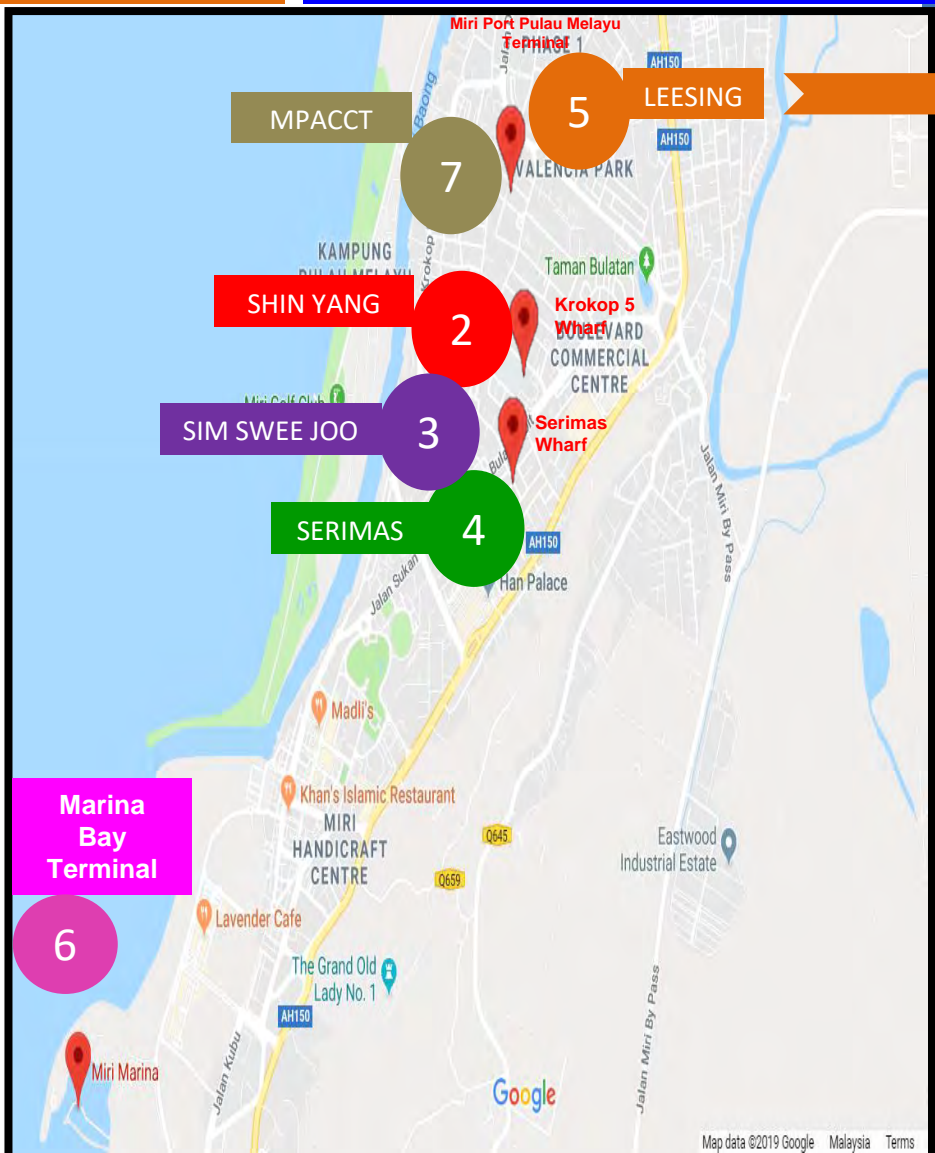 Miri Port Pulau Melayu
Terminal
PHASE 1
Baong
AH150
LEESING
5
MPACCT
AH150
7
VALENCIA PARK
Krokop
KAMPUNG
PULAU MELAYU
Taman Bulatan
SHIN YANG
2
Krokop 5
Wharf
BOULEVARD
COMMERCIAL
CENTRE
Miri Golf Club
SIM SWEE JOO
3
Serimas
Wharf
Jalan Miri By Pass
SERIMAS
4
AH150
Jalan
Han Palace
Madli's
Khan's Islamic Restaurant
MIRI
HANDICRAFT
CENTRE
Marina
Bay
Terminal
Q645
Eastwood
Industrial Estate
Q659
6
Lavender Cafe
The Grand Old
Lady No. 1
AH150
Jalan Kubu
Jalan Miri By Pass
Miri Marina
Google
Map data ©2019 Google Malaysia Terms